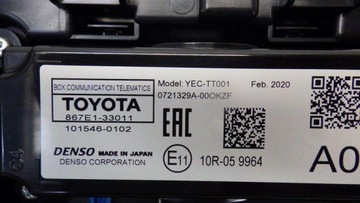 BOX,COMMUNICATION TELEMATICS
TOYOTA
867E1-33011
101546-0102
Model: YEC-TT001
Feb. 2020
0721329A-00OKZF
EAC
DENSO MADE IN JAPAN
DENSO CORPORATION
E11
10R-05 9964
A0